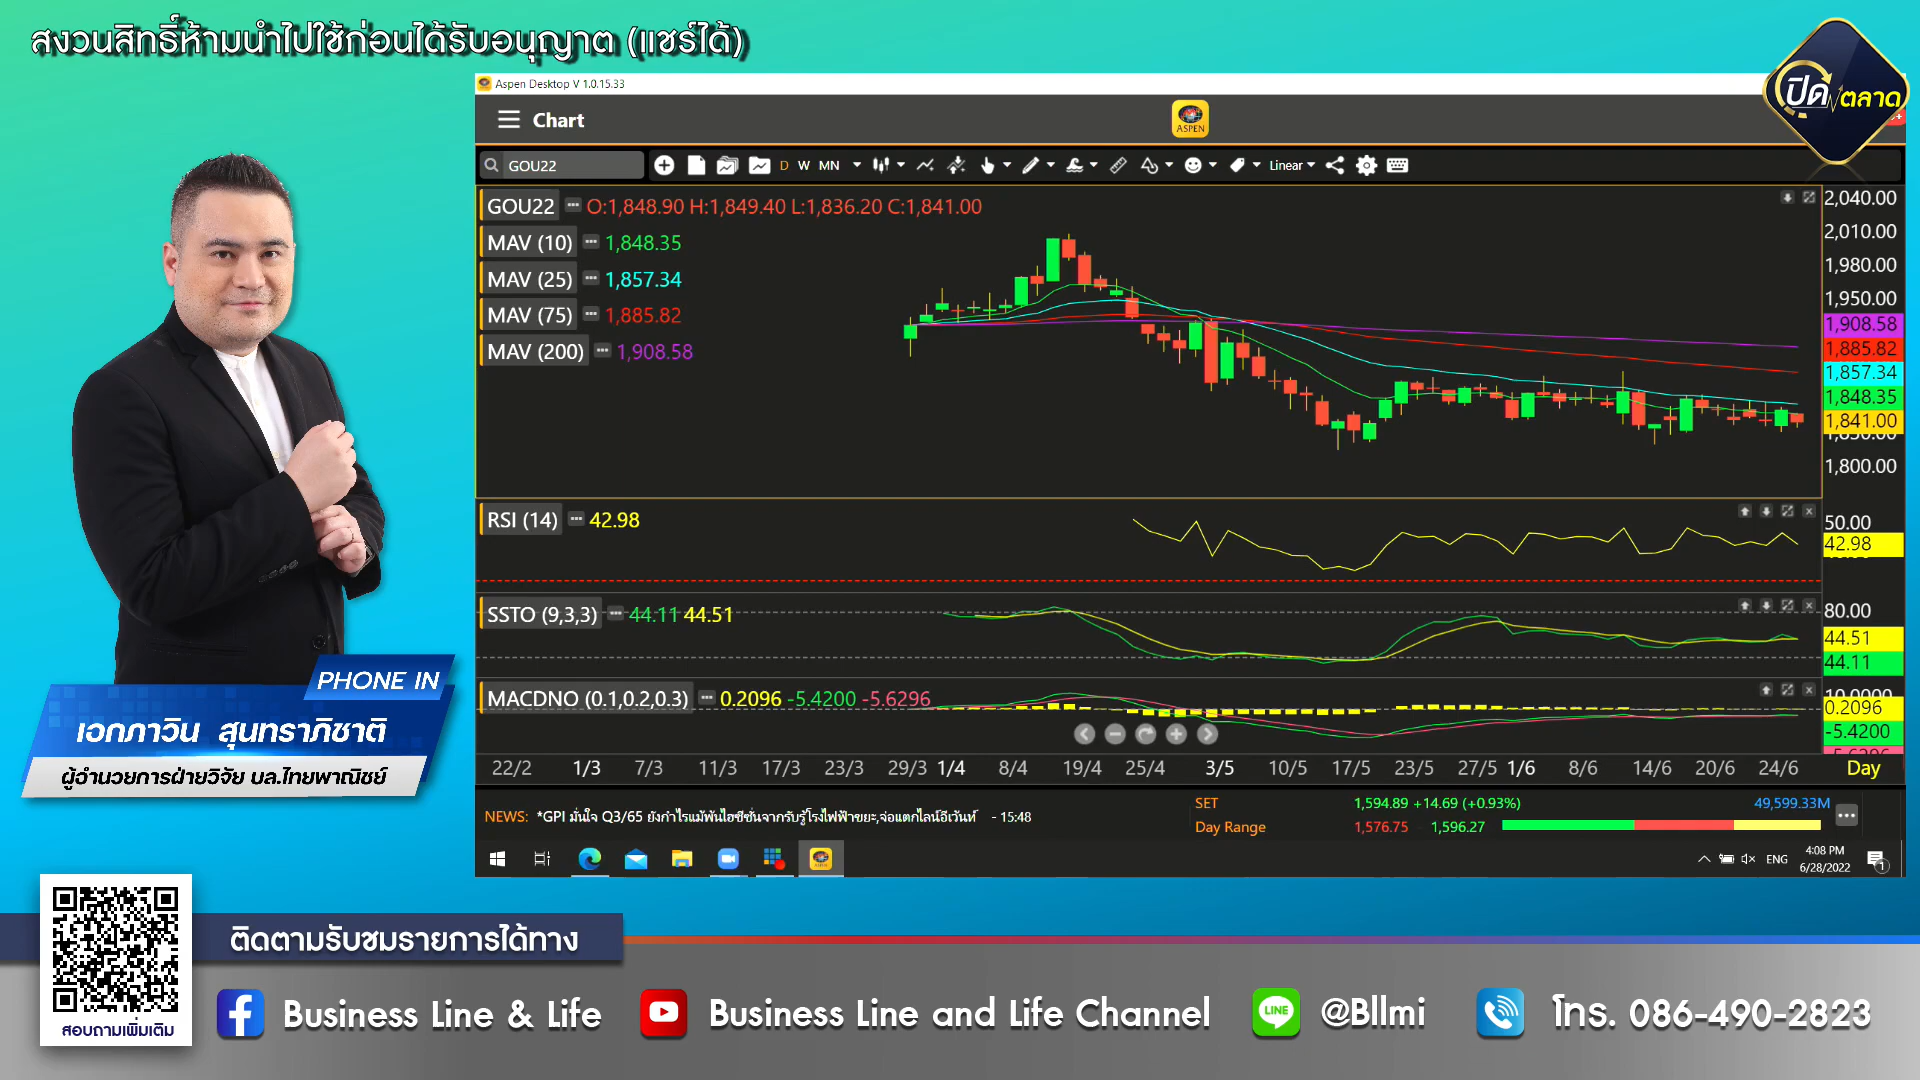 สงวนสิทธิ์ห้ามนำไปใช้ก่อนได้รับอนุญาต (แชร์ได้)
ปิดตลาด
Aspen Desktop V 1.0.15.33
Chart
ASPEN
GOU22
D W MN
Linear
GOU22 O:1,848.90 H:1,849.40 L:1,836.20 C:1,841.00
MAV (10) 1,848.35
MAV (25) 1,857.34
MAV (75) 1,885.82
MAV (200) 1,908.58
2,040.00
2,010.00
1,980.00
1,950.00
1,908.58
1,885.82
1,857.34
1,848.35
1,841.00
1,800.00
RSI (14) 42.98
50.00
42.98
SSTO (9,3,3) 44.11 44.51
80.00
44.51
44.11
MACDNO (0.1,0.2,0.3) 0.2096 -5.4200 -5.6296
10.0000
0.2096
-5.4200
-5.6296
22/2 1/3 7/3 11/3 17/3 23/3 29/3 1/4 8/4 19/4 25/4 3/5 10/5 17/5 23/5 27/5 1/6 8/6 14/6 20/6 24/6 Day
NEWS: *GPI มั่นใจ Q3/65 ยังกำไรแม้พ้นไฮซีซั่นจากรับรู้โรงไฟฟ้าขยะ,จ่อแตกไลน์อีเว้นท์ - 15:48
SET 1,594.89 +14.69 (+0.93%) 49,599.33M
Day Range 1,576.75 - 1,596.27
ENG
4:08 PM
6/28/2022
1
PHONE IN
เอกภาวิน สุนทราภิชาติ
ผู้อำนวยการฝ่ายวิจัย บล.ไทยพาณิชย์
สอบถามเพิ่มเติม
ติดตามรับชมรายการได้ทาง
Business Line & Life
Business Line and Life Channel
LINE
@Bllmi
โทร. 086-490-2823